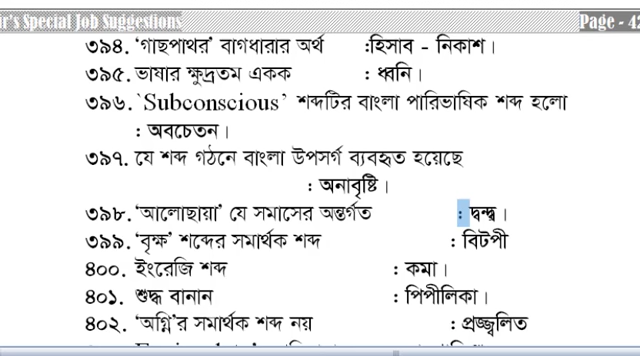 r's Special Job Suggestions
Page - 42
৩৯৪. ‘গাছপাথর’ বাগধারার অর্থ :হিসাব - নিকাশ।
৩৯৫. ভাষার ক্ষুদ্রতম একক : ধ্বনি।
৩৯৬. `Subconscious’ শব্দটির বাংলা পারিভাষিক শব্দ হলো
: অবচেতন।
৩৯৭. যে শব্দ গঠনে বাংলা উপসর্গ ব্যবহৃত হয়েছে
: অনাবৃষ্টি।
৩৯৮. ‘আলোছায়া’ যে সমাসের অন্তর্গত : দ্বন্দ্ব।
৩৯৯. ‘বৃক্ষ’ শব্দের সমার্থক শব্দ : বিটপী
৪০০. ইংরেজি শব্দ : কমা।
৪০১. শুদ্ধ বানান : পিপীলিকা।
৪০২. ‘অগ্নি’র সমার্থক শব্দ নয় : প্রজ্জ্বলিত